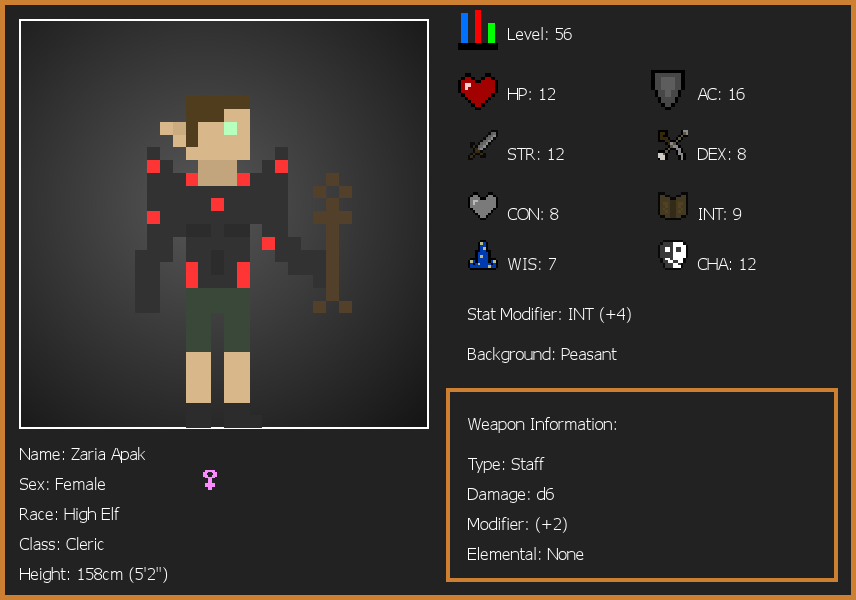 Level: 56
HP: 12
AC: 16
STR: 12
DEX: 8
CON: 8
INT: 9
WIS: 7
CHA: 12
Stat Modifier: INT (+4)
Background: Peasant
Weapon Information:
Type: Staff
Damage: d6
Modifier: (+2)
Elemental: None
Name: Zaria Apak
Sex: Female
Race: High Elf
Class: Cleric
Height: 158cm (5'2")